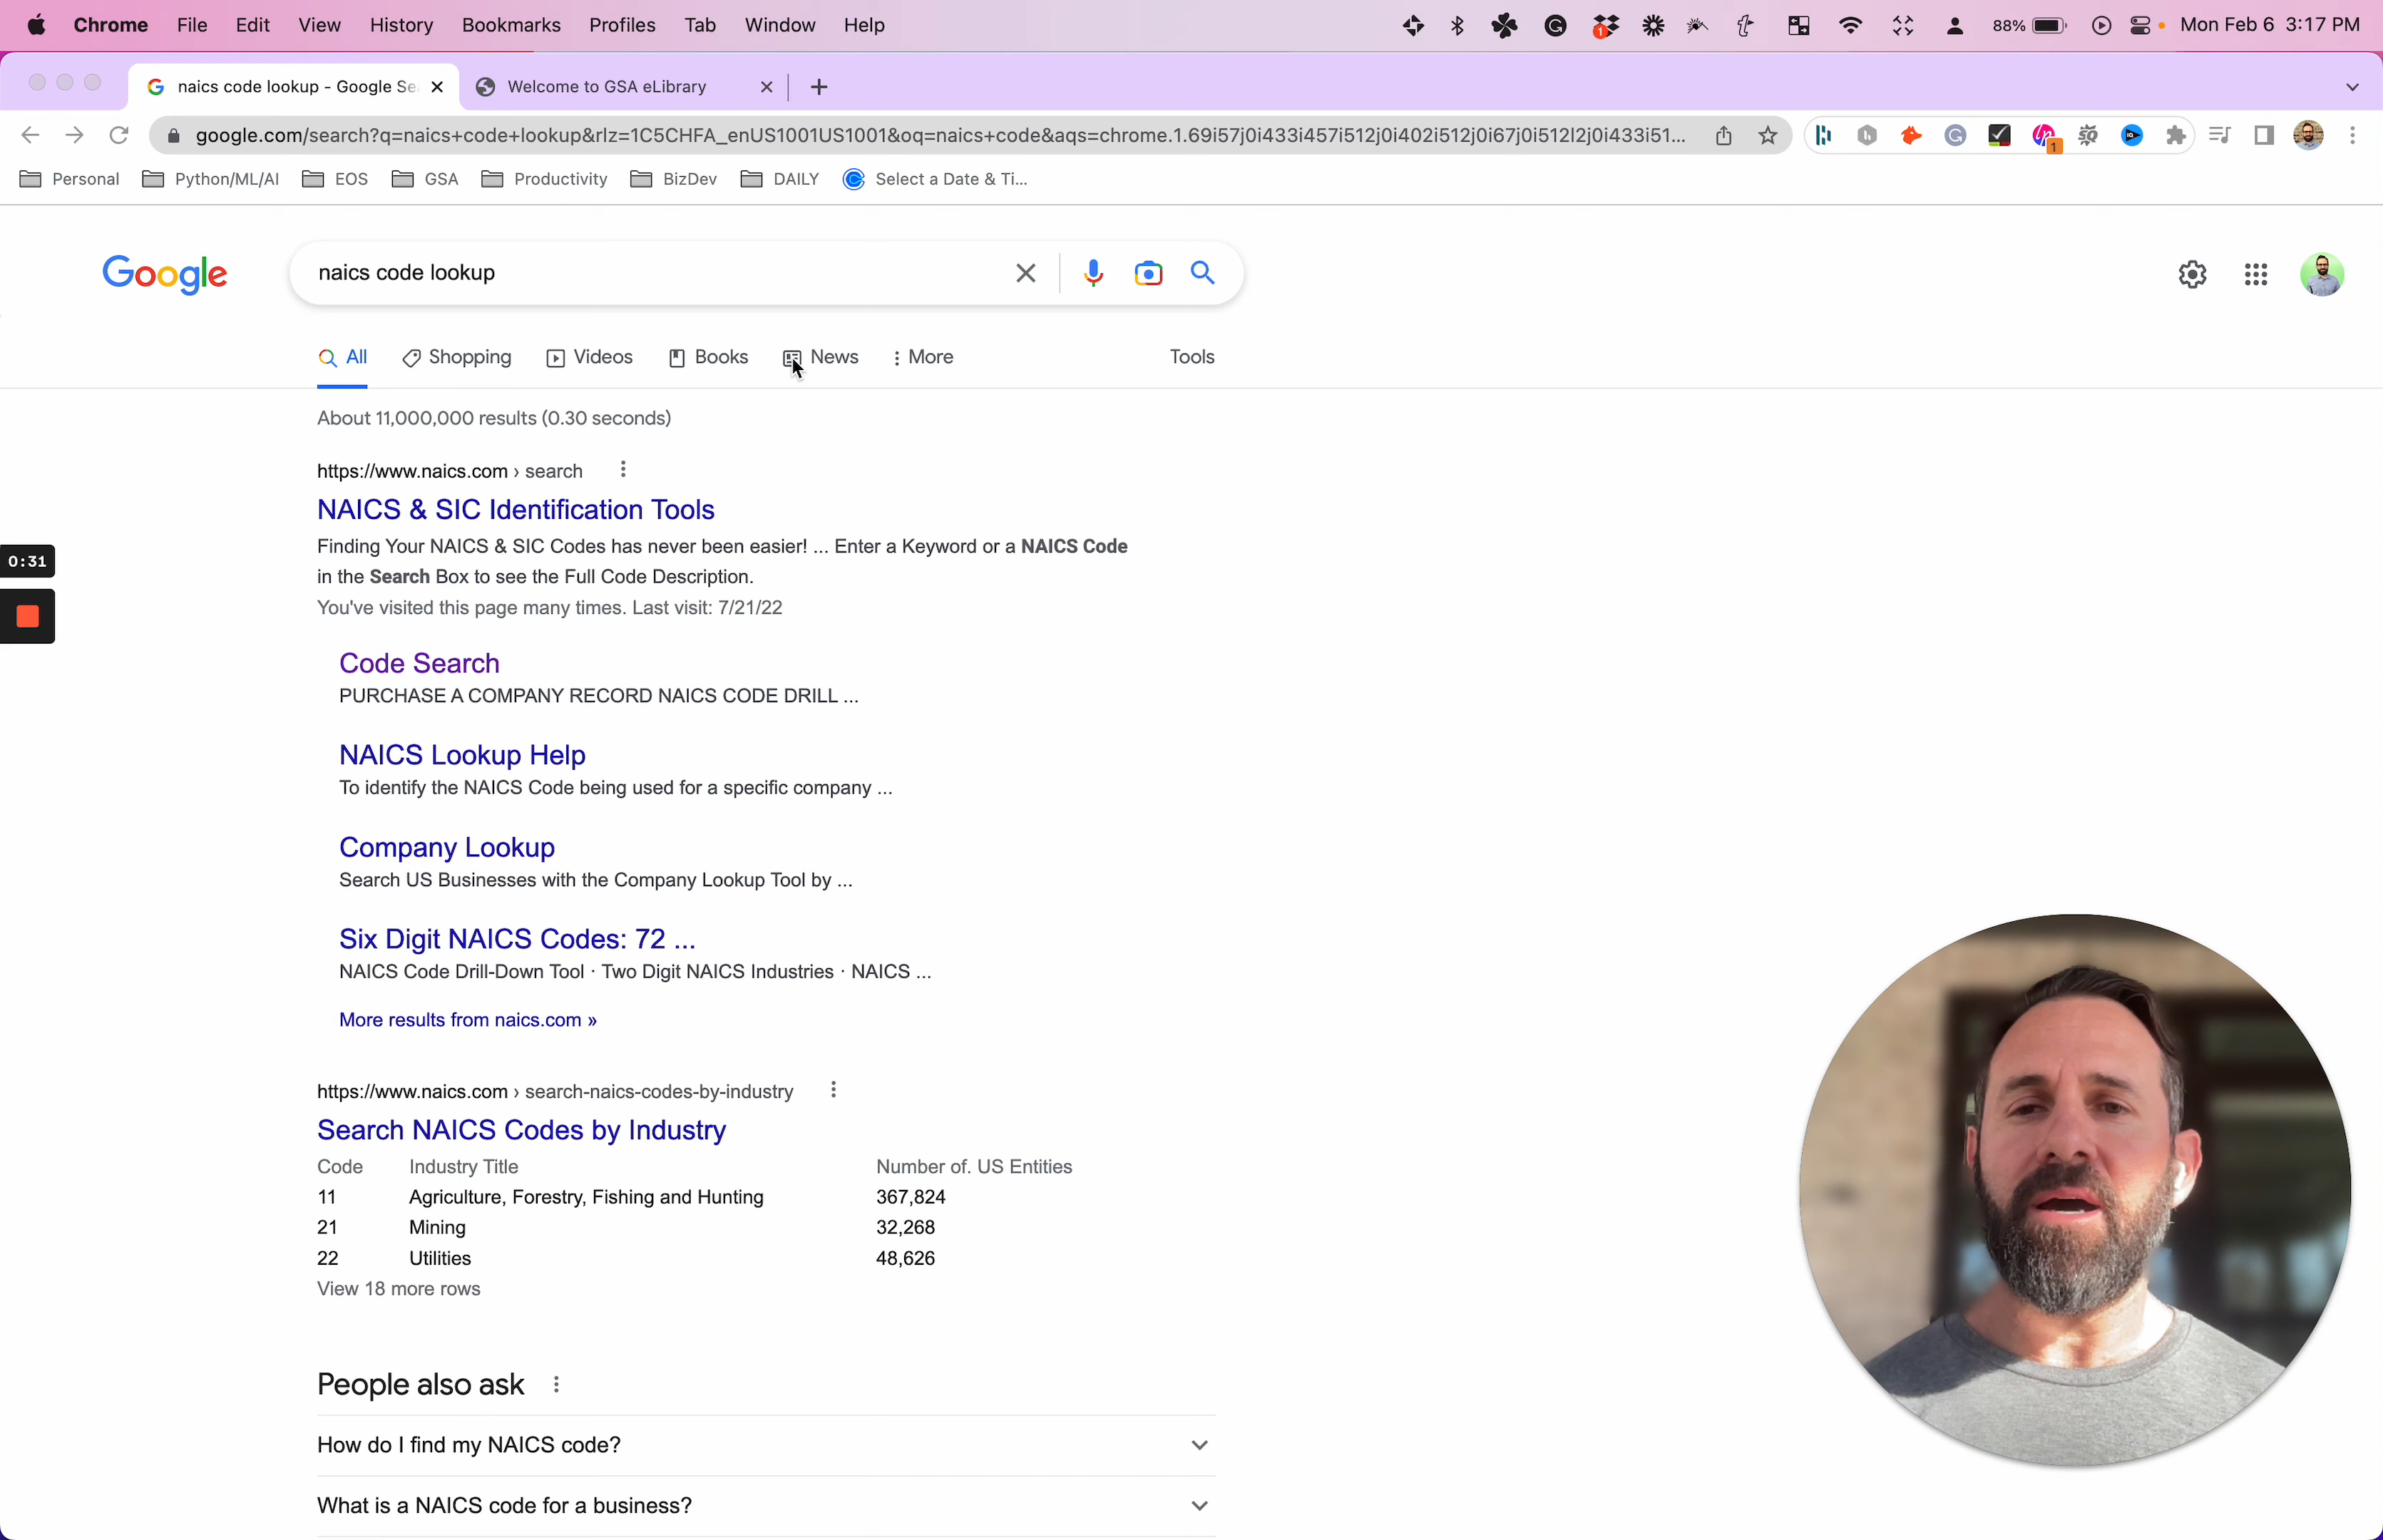 Chrome File Edit View History Bookmarks Profiles Tab Window Help 1 88% Mon Feb 6 3:17 PM
naics code lookup - Google Se Welcome to GSA eLibrary
google.com/search?q=naics+code+lookup&rlz=1C5CHFA_enUS1001US1001&oq=naics+code&aqs=chrome.1.69i57j0i433i457i512j0i402i512j0i67j0i512l2j0i433i51... 1
Personal Python/ML/AI EOS GSA Productivity BizDev DAILY Select a Date & Ti...
Google naics code lookup
All Shopping Videos Books News More Tools
About 11,000,000 results (0.30 seconds)
https://www.naics.com › search
NAICS & SIC Identification Tools
Finding Your NAICS & SIC Codes has never been easier! ... Enter a Keyword or a NAICS Code
0:31
in the Search Box to see the Full Code Description.
You've visited this page many times. Last visit: 7/21/22
Code Search
PURCHASE A COMPANY RECORD NAICS CODE DRILL ...
NAICS Lookup Help
To identify the NAICS Code being used for a specific company ...
Company Lookup
Search US Businesses with the Company Lookup Tool by ...
Six Digit NAICS Codes: 72 ...
NAICS Code Drill-Down Tool · Two Digit NAICS Industries · NAICS ...
More results from naics.com »
https://www.naics.com › search-naics-codes-by-industry
Search NAICS Codes by Industry
Code Industry Title Number of. US Entities
11 Agriculture, Forestry, Fishing and Hunting 367,824
21 Mining 32,268
22 Utilities 48,626
View 18 more rows
People also ask
How do I find my NAICS code?
What is a NAICS code for a business?